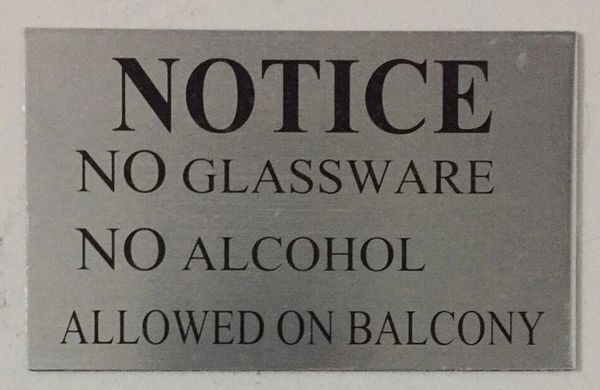 NOTICE
NO GLASSWARE
NO ALCOHOL
ALLOWED ON BALCONY